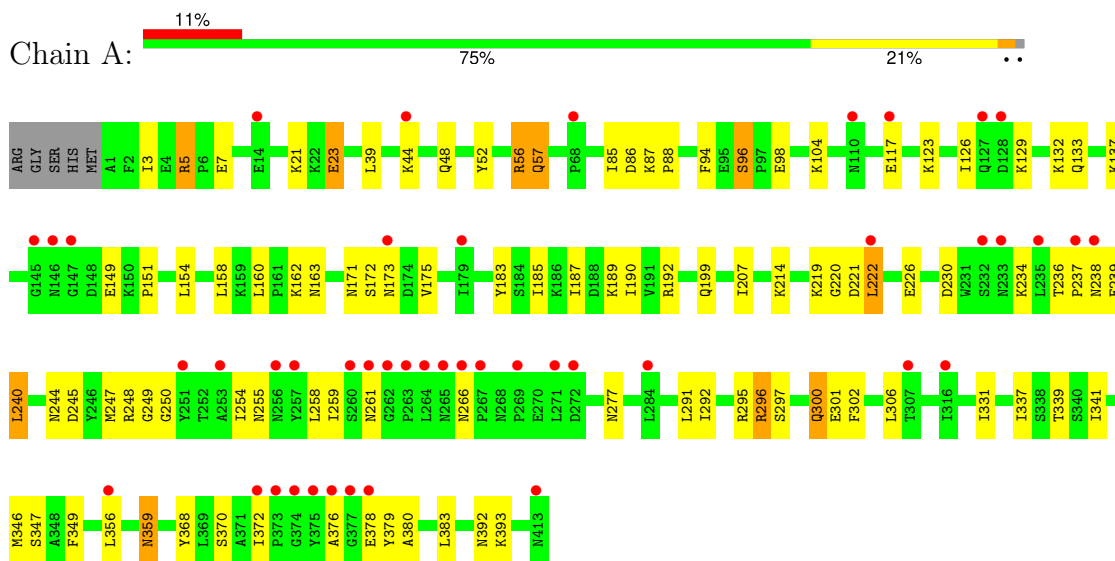 11%
Chain A:
75% 21% • •
ARG GLY SER HIS MET A1 F2 I3 E4 R5 P6 E7 E14 K21 K22 E23 L39 K44 Q48 Y52 R56 Q57 P68 I85 D86 K87 P88 F94 E95 S96 P97 E98 K104 N110 E117 K123 I126 Q127 D128 K129 K132 Q133 K137
G145 N146 G147 D148 E149 K150 P151 L154 L158 K159 L160 P161 K162 N163 N171 S172 N173 D174 V175 I179 Y183 S184 I185 K186 I187 D188 K189 I190 V191 R192 Q199 I207 K214 K219 G220 D221 L222 E226 D230 W231 S232 N233 K234 L235 T236 P237 N238
L240 N244 D245 Y246 M247 R248 G249 G250 Y251 T252 A253 I254 N255 N256 Y257 L258 I259 S260 N261 G262 P263 L264 N265 N266 P267 N268 P269 E270 L271 D272 N277 L284 L291 I292 R295 R296 S297 Q300 E301 F302 L306 T307 I316 I331 I337 S338 T339 S340 I341
M346 S347 A348 F349 L356 N359 Y368 L369 S370 A371 I372 P373 G374 Y375 A376 G377 E378 Y379 A380 L383 N392 K393 N413